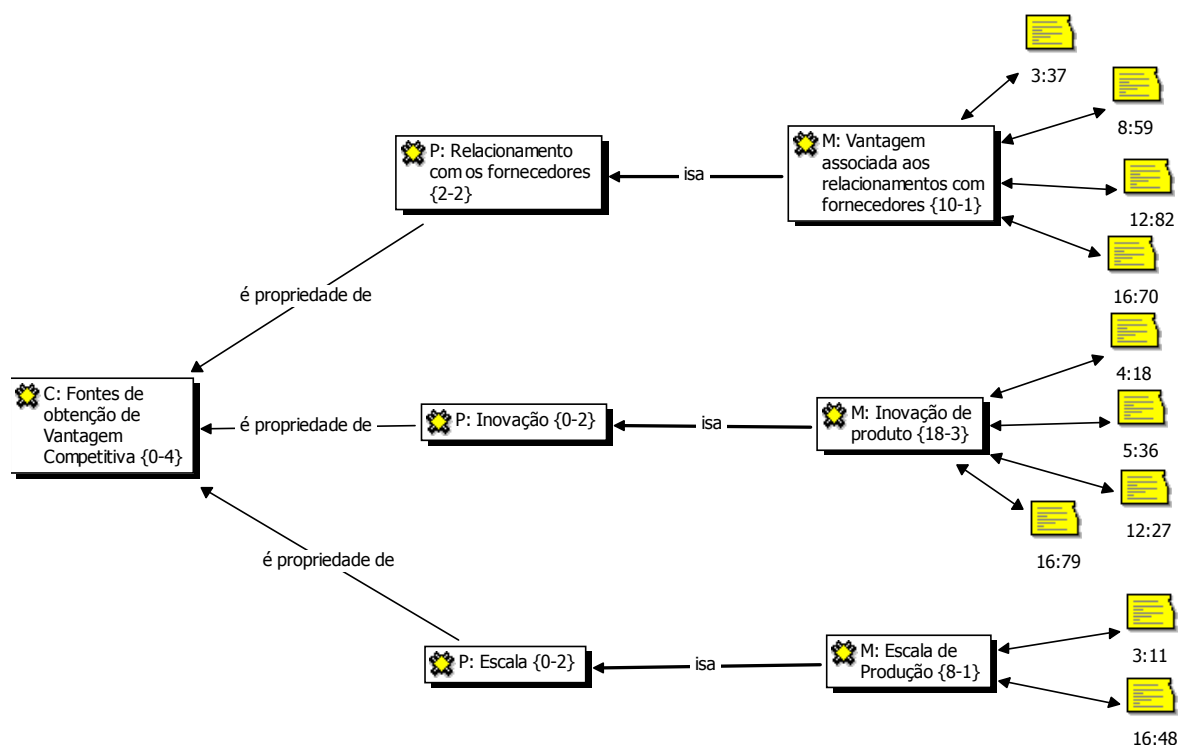 3:37
8:59
P: Relacionamento
com os fornecedores
{2-2}
isa
M: Vantagem
associada aos
relacionamentos com
fornecedores {10-1}
12:82
16:70
é propriedade de
4:18
C: Fontes de
obtenção de
Vantagem
Competitiva {0-4}
é propriedade de
P: Inovação {0-2}
isa
M: Inovação de
produto {18-3}
5:36
12:27
16:79
é propriedade de
P: Escala {0-2}
isa
M: Escala de
Produção {8-1}
3:11
16:48